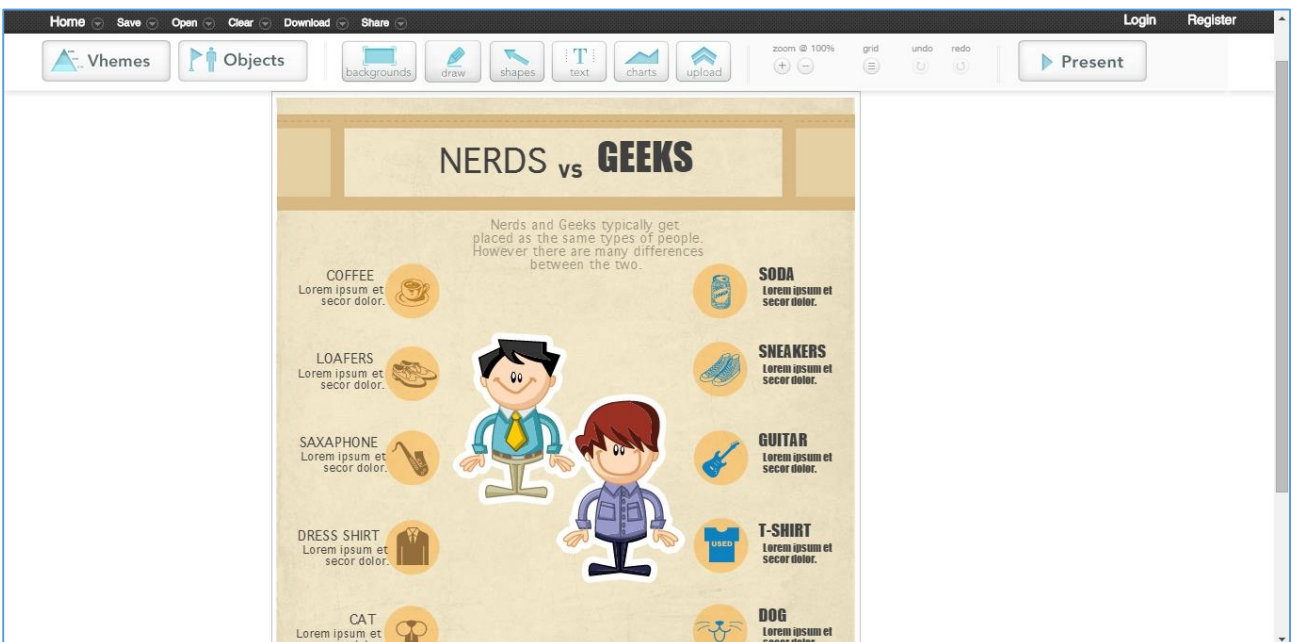 Home Save Open Clear Download Share Login Register
Vhemes Objects backgrounds draw shapes text charts upload zoom @ 100% grid undo redo Present
NERDS vs GEEKS
Nerds and Geeks typically get
placed as the same types of people.
However there are many differences
between the two.
COFFEE
Lorem ipsum et
secor dolor.
SODA
Lorem ipsum et
secor dolor.
LOAFERS
Lorem ipsum et
secor dolor.
SNEAKERS
Lorem ipsum et
secor dolor.
SAXAPHONE
Lorem ipsum et
secor dolor.
GUITAR
Lorem ipsum et
secor dolor.
DRESS SHIRT
Lorem ipsum et
secor dolor.
USED
T-SHIRT
Lorem ipsum et
secor dolor.
CAT
Lorem ipsum et
DOG
Lorem ipsum et
secor dolor.